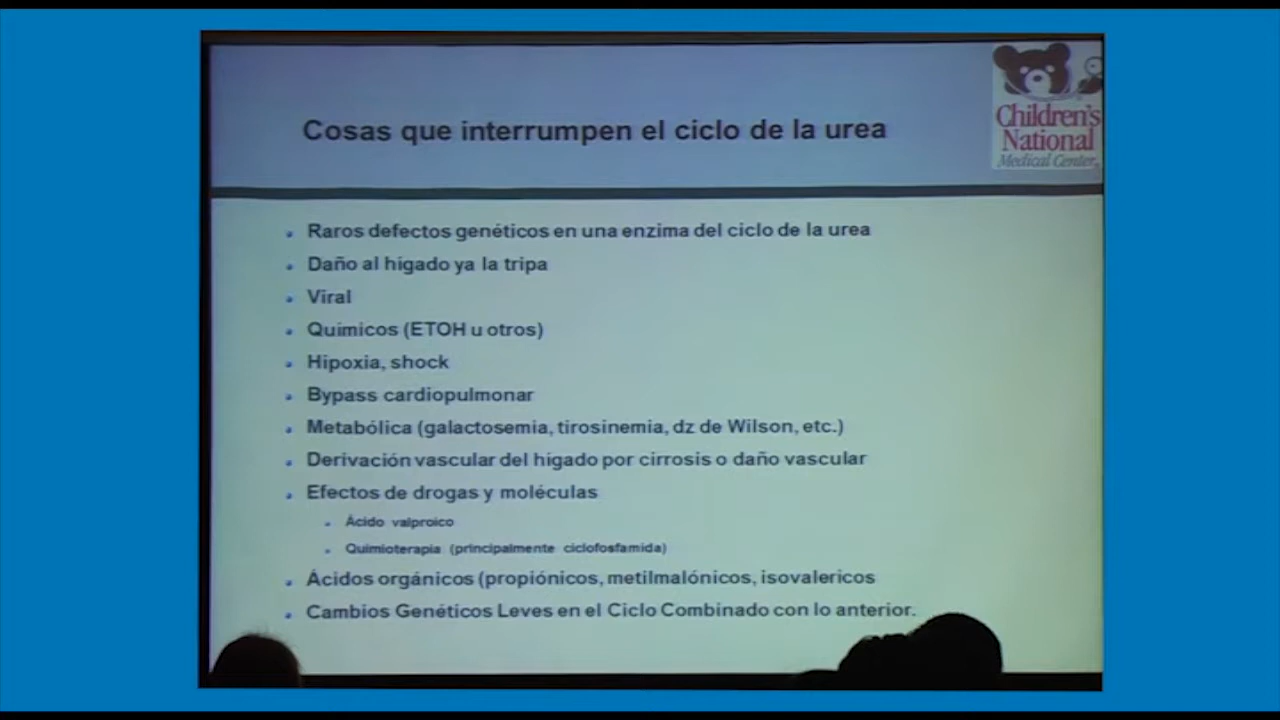 Children's
National
Medical Center
Cosas que interrumpen el ciclo de la urea
Raros defectos genéticos en una enzima del ciclo de la urea
Daño al hígado ya la tripa
Viral
Químicos (ETOH u otros)
Hipoxia, shock
Bypass cardiopulmonar
Metabólica (galactosemia, tirosinemia, dz de Wilson, etc.)
Derivación vascular del hígado por cirrosis o daño vascular
Efectos de drogas y moléculas
Ácido valproico
Quimioterapia (principalmente ciclofosfamida)
Ácidos orgánicos (propiónicos, metilmalónicos, isovalericos
Cambios Genéticos Leves en el Ciclo Combinado con lo anterior.